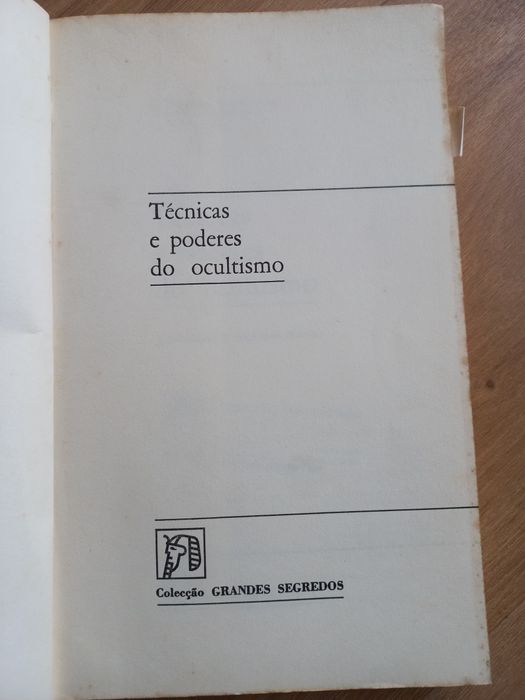 Técnicas
e poderes
do ocultismo
Colecção GRANDES SEGREDOS